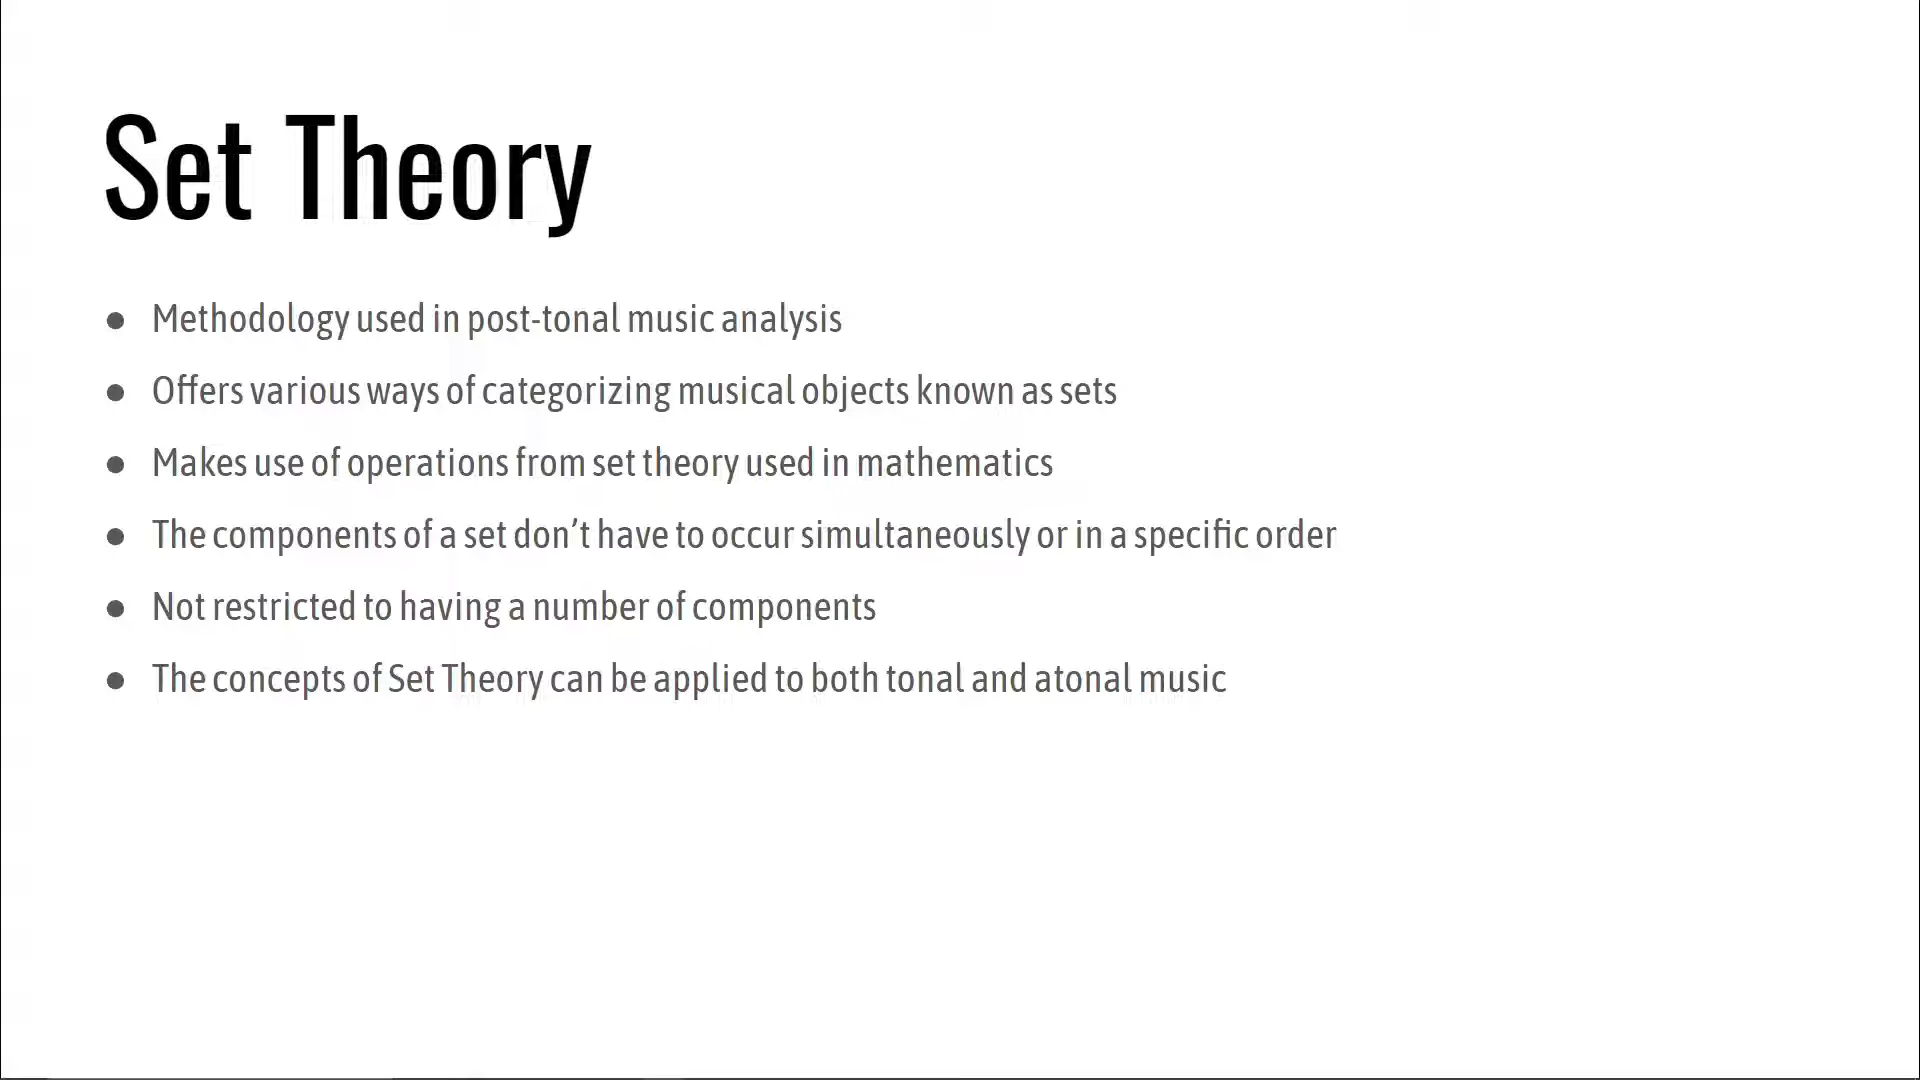 Set Theory
● Methodology used in post-tonal music analysis
● Offers various ways of categorizing musical objects known as sets
● Makes use of operations from set theory used in mathematics
● The components of a set don’t have to occur simultaneously or in a specific order
● Not restricted to having a number of components
● The concepts of Set Theory can be applied to both tonal and atonal music